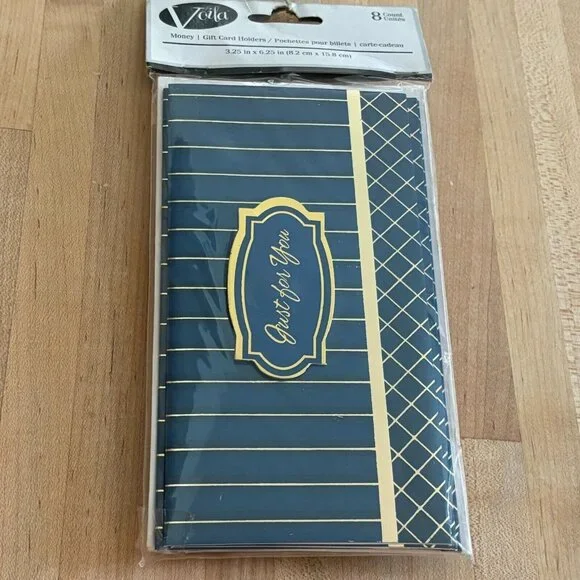 Voila
8 Count
Unités
Money | Gift Card Holders / Pochettes pour billets | carte-cadeau
3.25 in x 6.25 in (8.2 cm x 15.8 cm)
Just for You